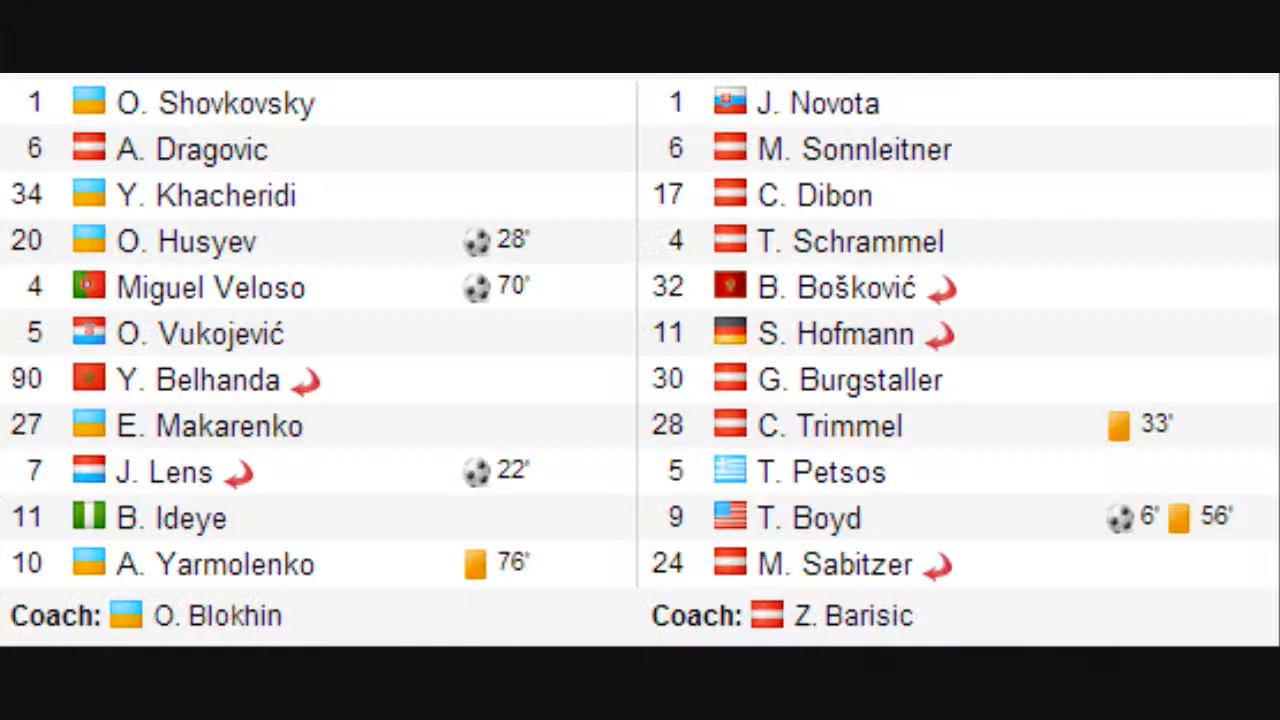 1 O. Shovkovsky 1 J. Novota
6 A. Dragovic 6 M. Sonnleitner
34 Y. Khacheridi 17 C. Dibon
20 O. Husyev 28' 4 T. Schrammel
4 Miguel Veloso 70' 32 B. Bošković
5 O. Vukojević 11 S. Hofmann
90 Y. Belhanda 30 G. Burgstaller
27 E. Makarenko 28 C. Trimmel 33'
7 J. Lens 22' 5 T. Petsos
11 B. Ideye 9 T. Boyd 6' 56'
10 A. Yarmolenko 76' 24 M. Sabitzer
Coach: O. Blokhin Coach: Z. Barisic